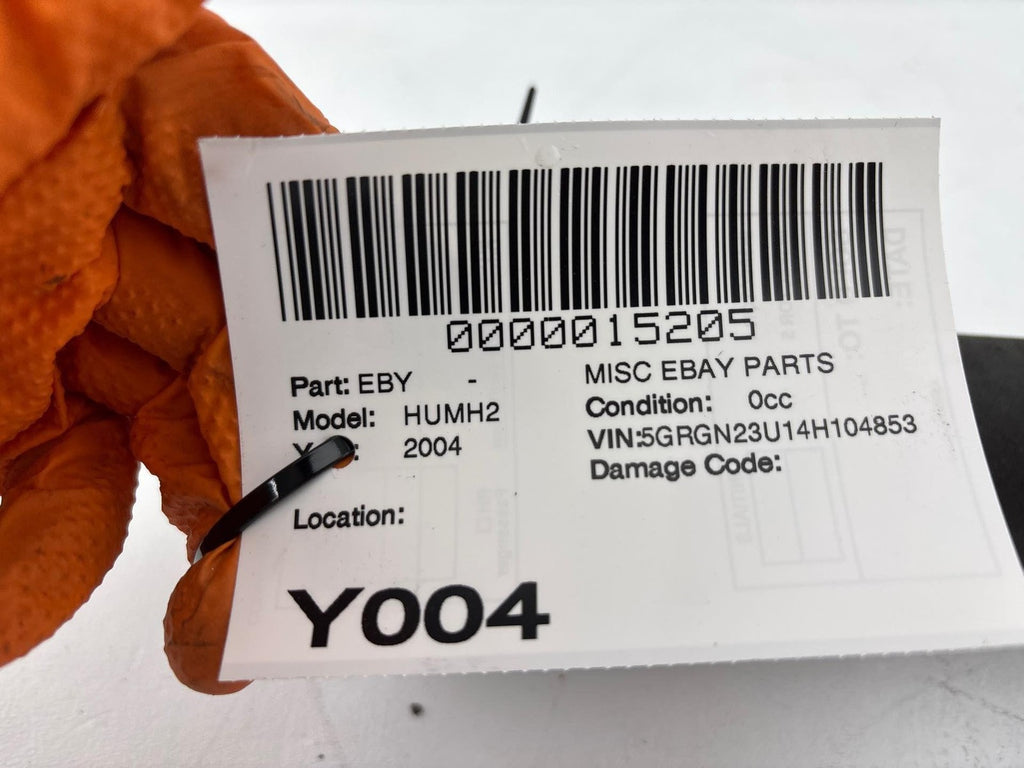 0000015205
Part: EBY - MISC EBAY PARTS
Model: HUMH2 Condition: 0cc
2004 VIN:5GRGN23U14H104853
Damage Code:
Location:
Y004